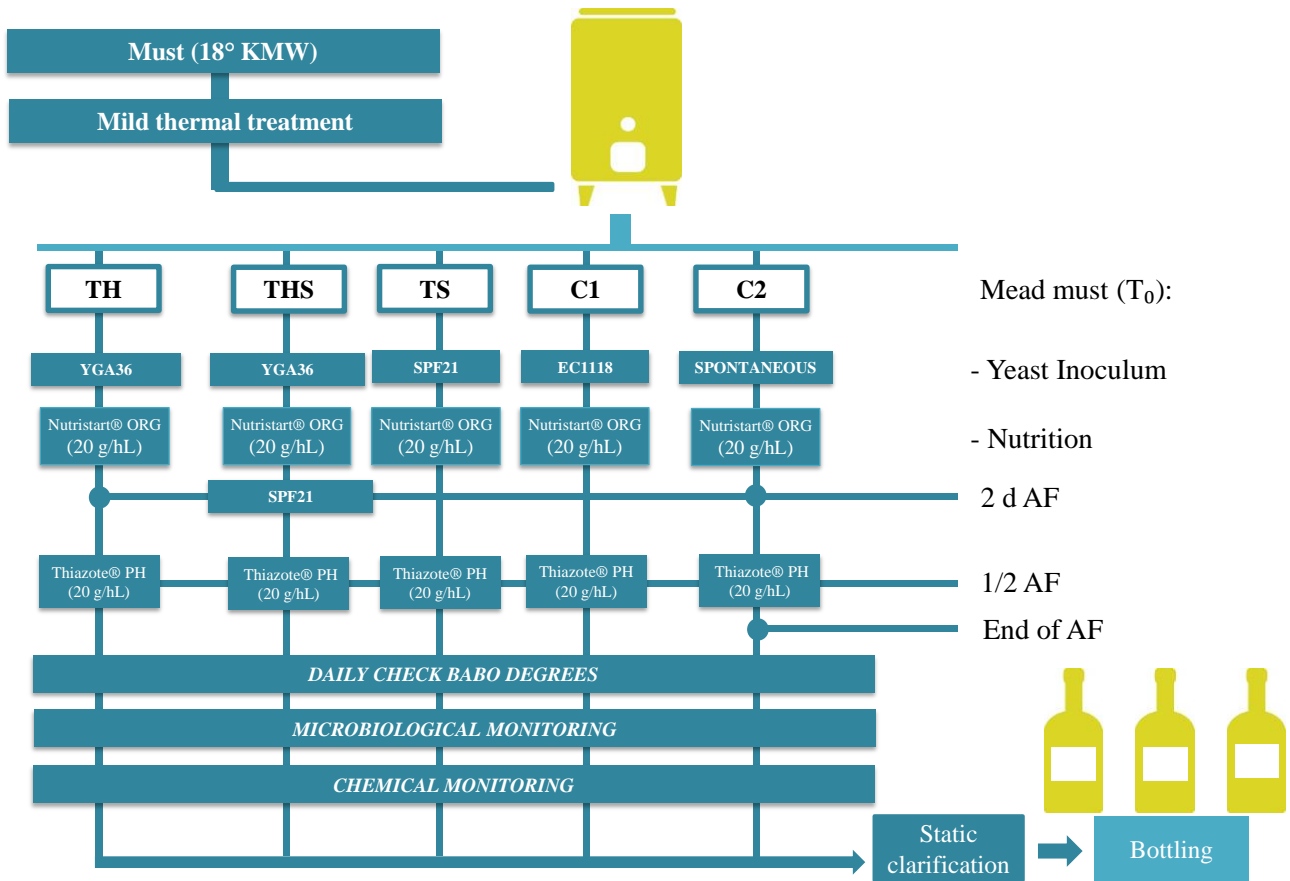 Must (18° KMW)
Mild thermal treatment
TH
THS
TS
C1
C2
Mead must (T₀):
YGA36
YGA36
SPF21
EC1118
SPONTANEOUS
- Yeast Inoculum
Nutristart® ORG
(20 g/hL)
Nutristart® ORG
(20 g/hL)
Nutristart® ORG
(20 g/hL)
Nutristart® ORG
(20 g/hL)
Nutristart® ORG
(20 g/hL)
- Nutrition
SPF21
2 d AF
Thiazote® PH
(20 g/hL)
Thiazote® PH
(20 g/hL)
Thiazote® PH
(20 g/hL)
Thiazote® PH
(20 g/hL)
Thiazote® PH
(20 g/hL)
1/2 AF
End of AF
DAILY CHECK BABO DEGREES
MICROBIOLOGICAL MONITORING
CHEMICAL MONITORING
Static
clarification
Bottling